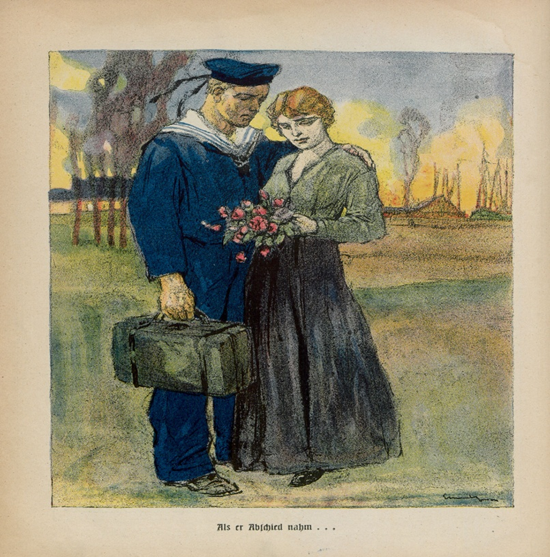 Als er Abschied nahm . . .